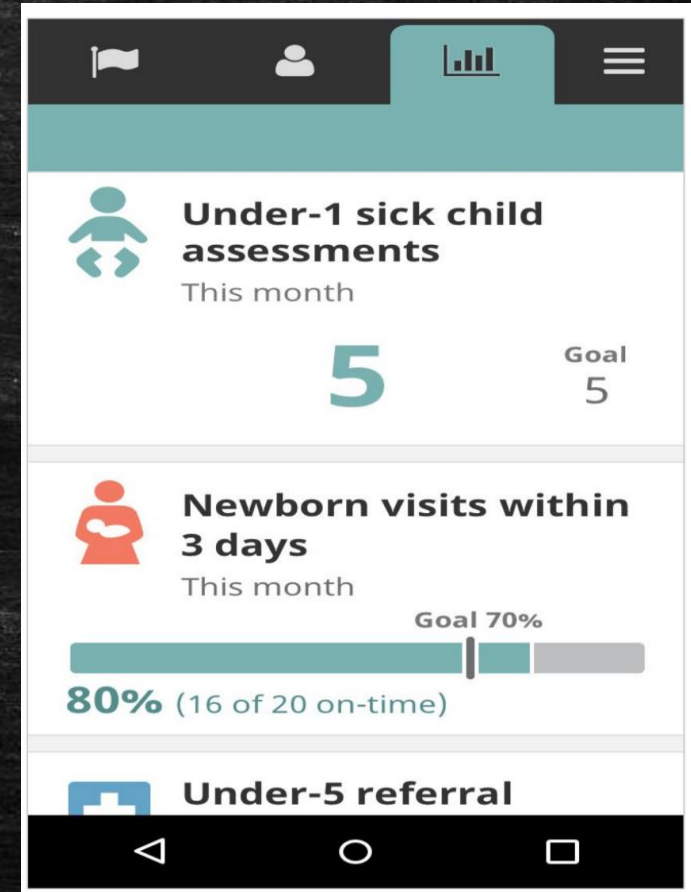 Under-1 sick child
assessments
This month
5
Goal
5
Newborn visits within
3 days
This month
Goal 70%
80% (16 of 20 on-time)
Under-5 referral